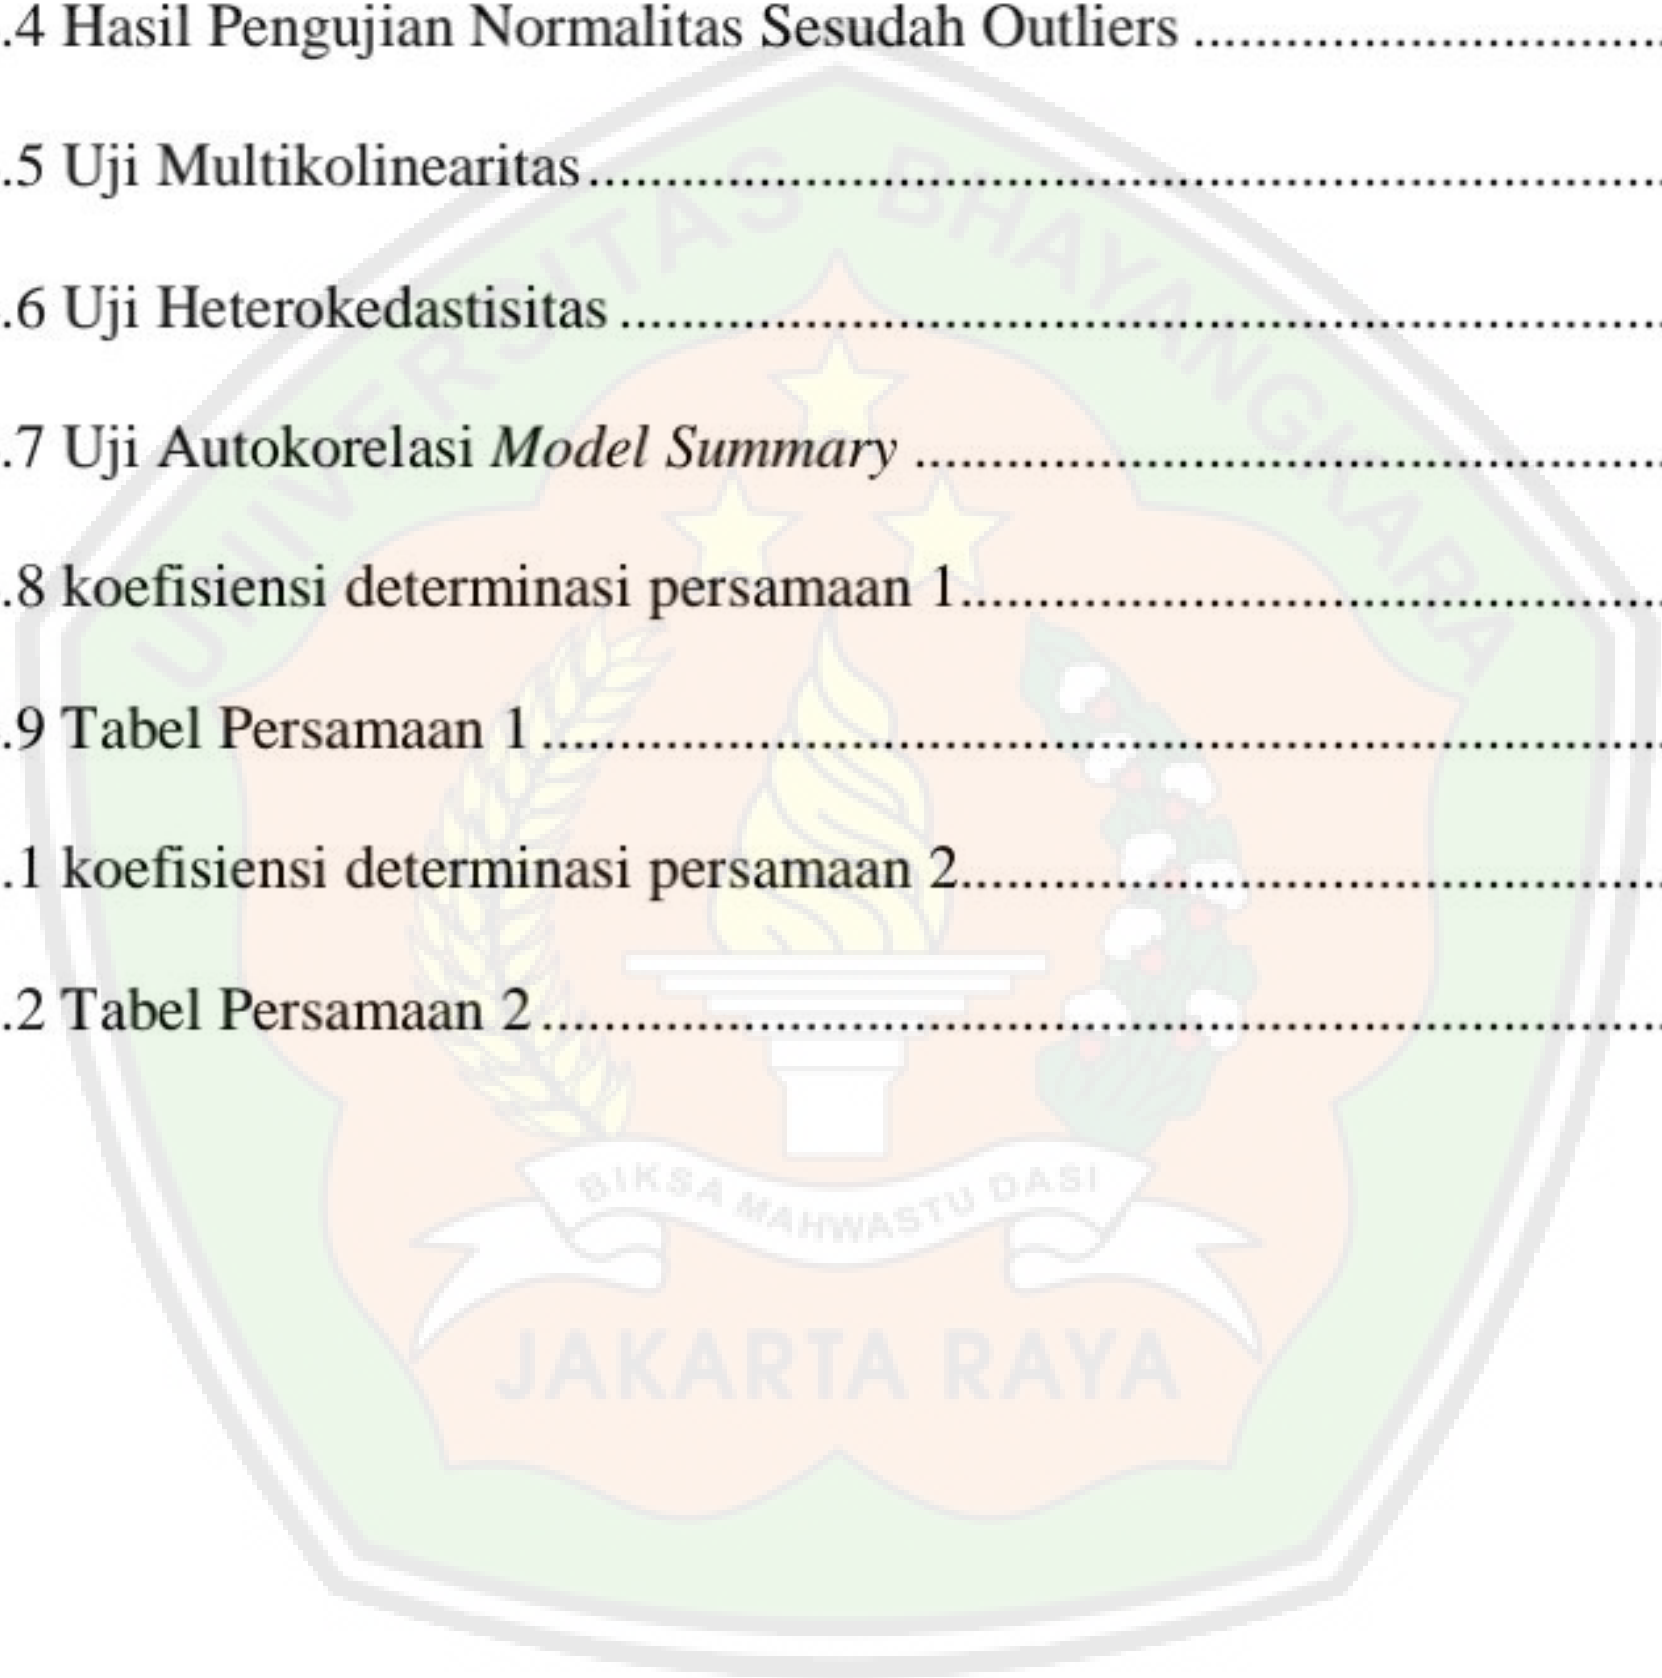 .4 Hasil Pengujian Normalitas Sesudah Outliers ..............................
.5 Uji Multikolinearitas......................................................................
.6 Uji Heterokedastisitas ...................................................................
.7 Uji Autokorelasi Model Summary ................................................
.8 koefisiensi determinasi persamaan 1.............................................
.9 Tabel Persamaan 1 ........................................................................
.1 koefisiensi determinasi persamaan 2.............................................
.2 Tabel Persamaan 2 ........................................................................
UNIVERSITAS BHAYANGKARA
BIKSA MAHWASTU DASI
JAKARTA RAYA